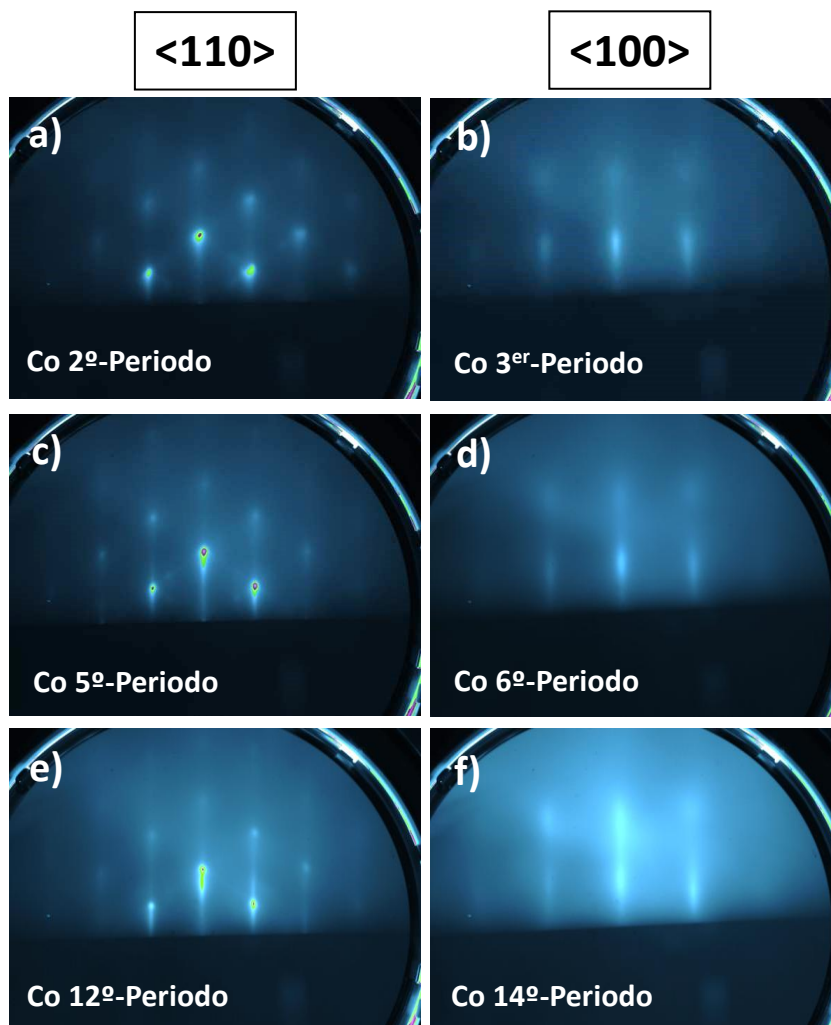 <110>
<100>
a)
b)
Co 2º-Periodo
Co 3er-Periodo
c)
d)
Co 5º-Periodo
Co 6º-Periodo
e)
f)
Co 12º-Periodo
Co 14º-Periodo